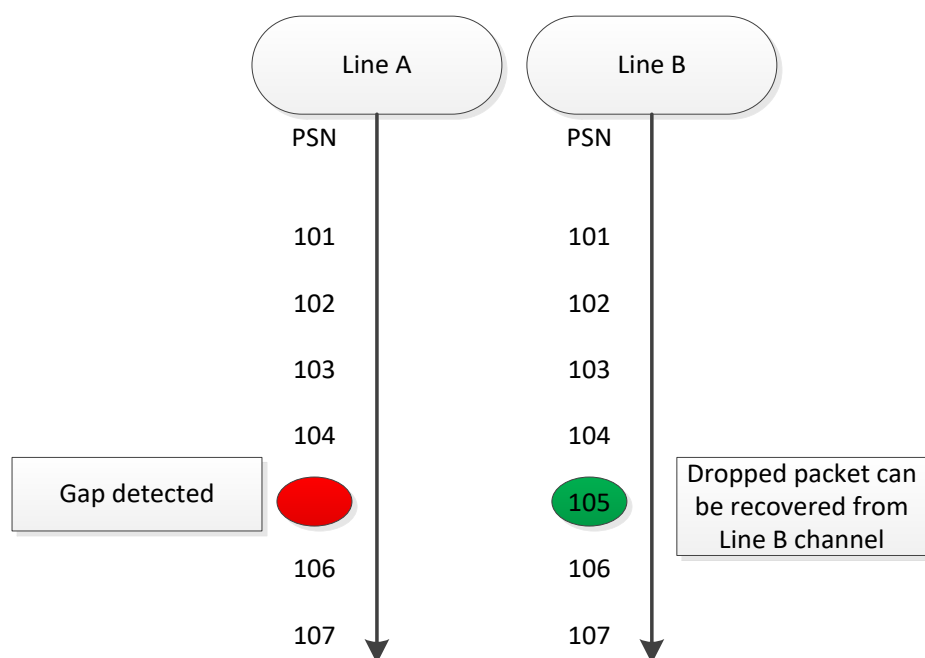 Line A
Line B
PSN
PSN
101
101
102
102
103
103
104
104
Gap detected
105
Dropped packet can
be recovered from
Line B channel
106
106
107
107